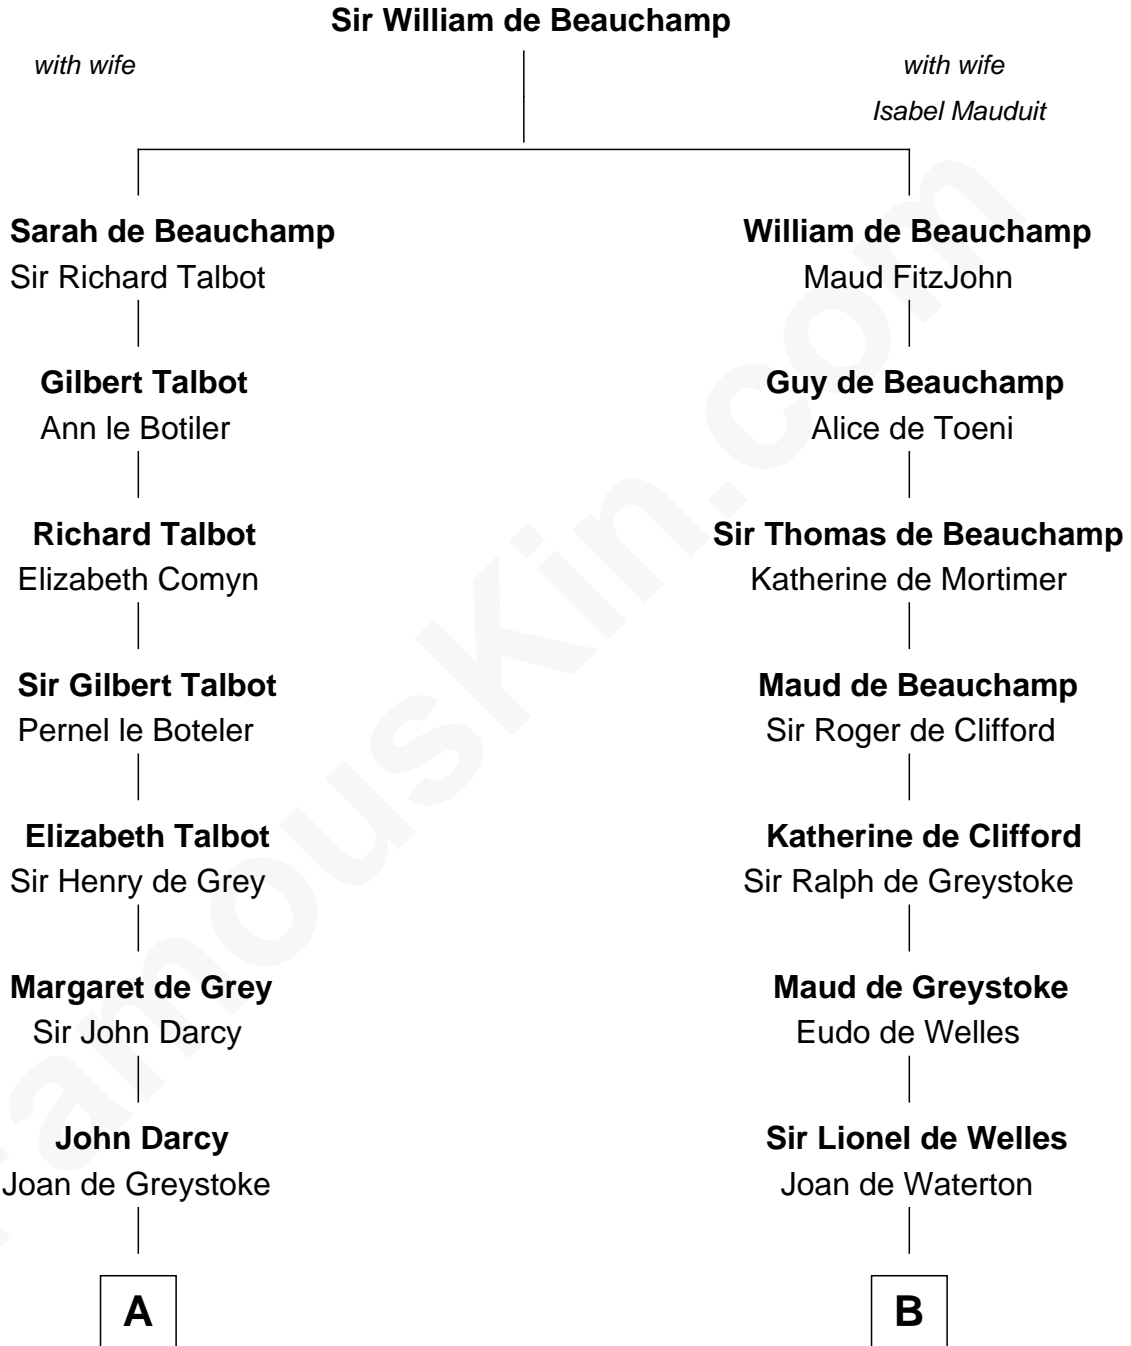 Sir William de Beauchamp
with wife
with wife
Isabel Mauduit
Sarah de Beauchamp
Sir Richard Talbot
William de Beauchamp
Maud FitzJohn
Gilbert Talbot
Ann le Botiler
Guy de Beauchamp
Alice de Toeni
Richard Talbot
Elizabeth Comyn
Sir Thomas de Beauchamp
Katherine de Mortimer
Sir Gilbert Talbot
Pernel le Boteler
Maud de Beauchamp
Sir Roger de Clifford
Elizabeth Talbot
Sir Henry de Grey
Katherine de Clifford
Sir Ralph de Greystoke
Margaret de Grey
Sir John Darcy
Maud de Greystoke
Eudo de Welles
John Darcy
Joan de Greystoke
Sir Lionel de Welles
Joan de Waterton
A
B
FamousKin.com